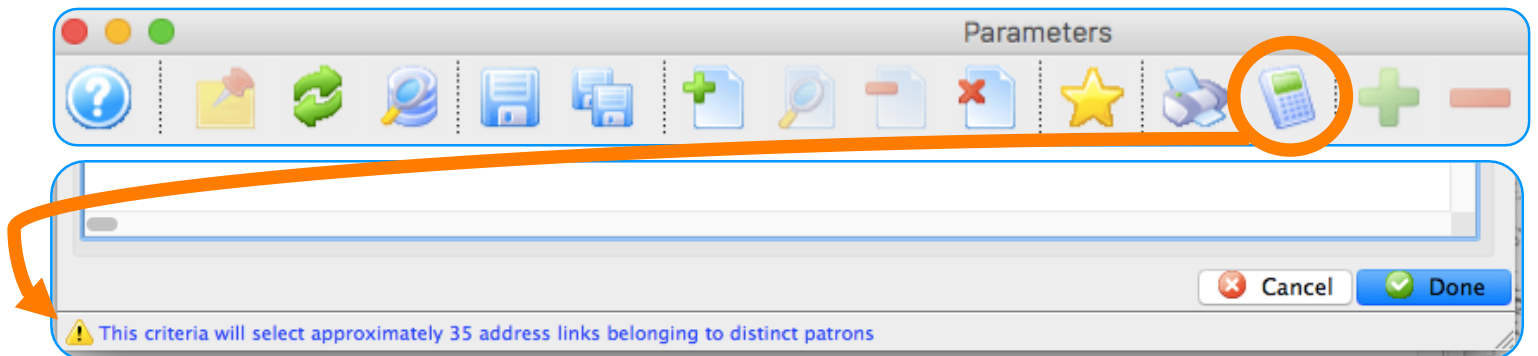 Parameters
Cancel
Done
This criteria will select approximately 35 address links belonging to distinct patrons